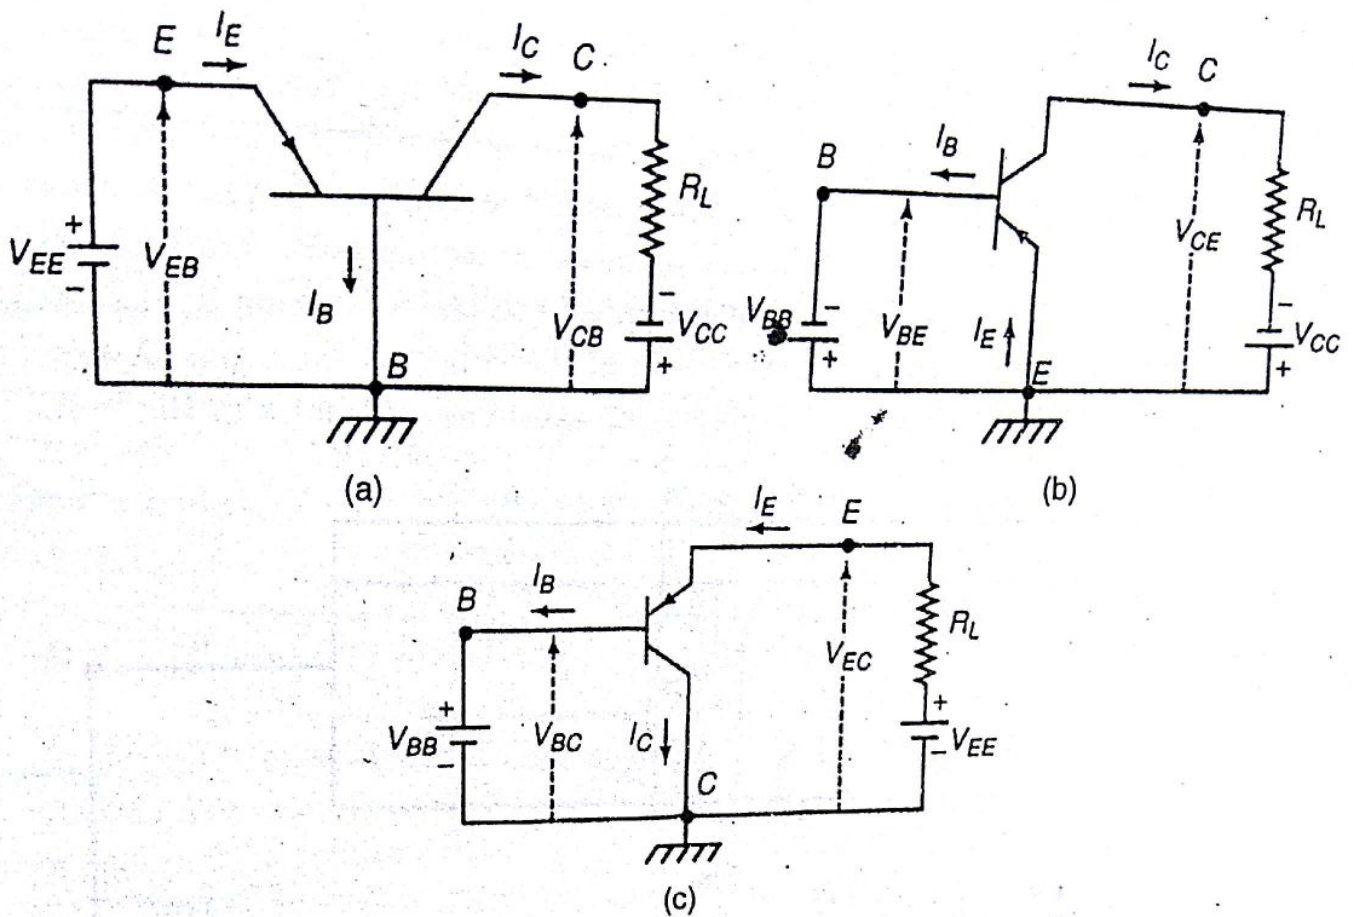 E I_E I_C C
+
V_EE V_EB I_B V_CB R_L
−
− V_CC
+
B
(a)
I_C C
B I_B
V_CE R_L
V_BB − V_BE I_E − V_CC
+ +
E
(b)
I_E E
B I_B
R_L
V_EC
+ +
V_BB V_BC I_C V_EE
− −
C
(c)